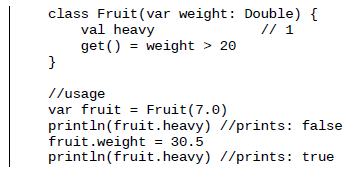 class Fruit(var weight: Double) {
    val heavy             // 1
    get() = weight > 20
}

//usage
var fruit = Fruit(7.0)
println(fruit.heavy) //prints: false
fruit.weight = 30.5
println(fruit.heavy) //prints: true